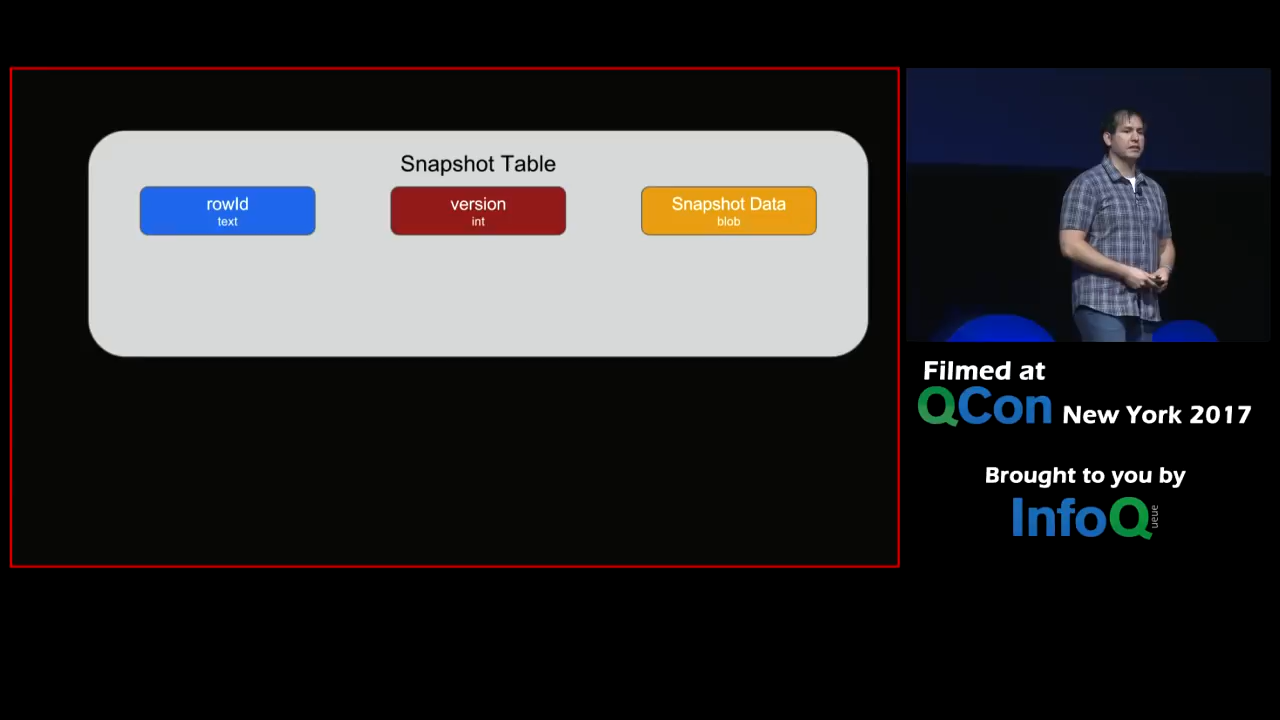 Snapshot Table
rowId
text
version
int
Snapshot Data
blob
Filmed at
QCon New York 2017
Brought to you by
InfoQ
ueue